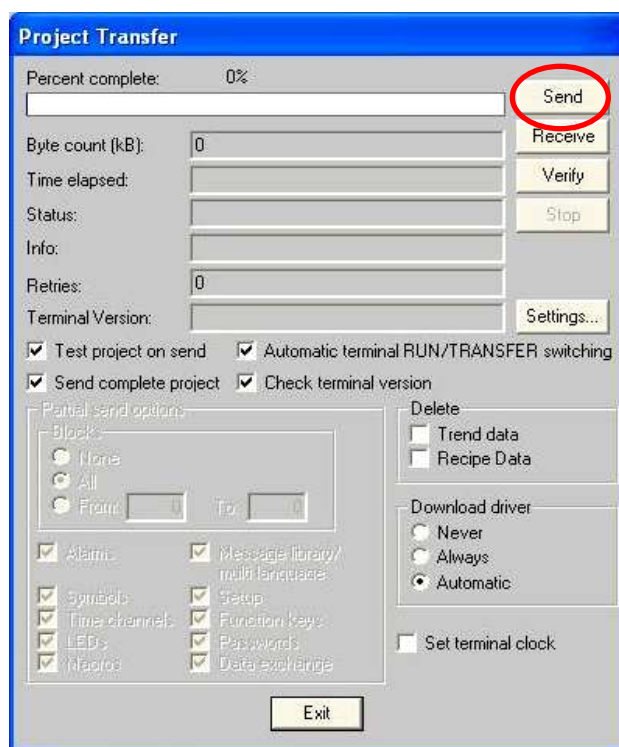 Project Transfer
Percent complete: 0%
Send
Byte count (kB): 0
Receive
Time elapsed:
Verify
Status:
Stop
Info:
Retries: 0
Terminal Version:
Settings...
Test project on send
Automatic terminal RUN/TRANSFER switching
Send complete project
Check terminal version
Partial send options
Blocks
None
All
From: 0 To: 0
Alarms
Message library/
multi language
Symbols
Setup
Time channels
Function keys
LEDs
Passwords
Macros
Data exchange
Delete
Trend data
Recipe Data
Download driver
Never
Always
Automatic
Set terminal clock
Exit